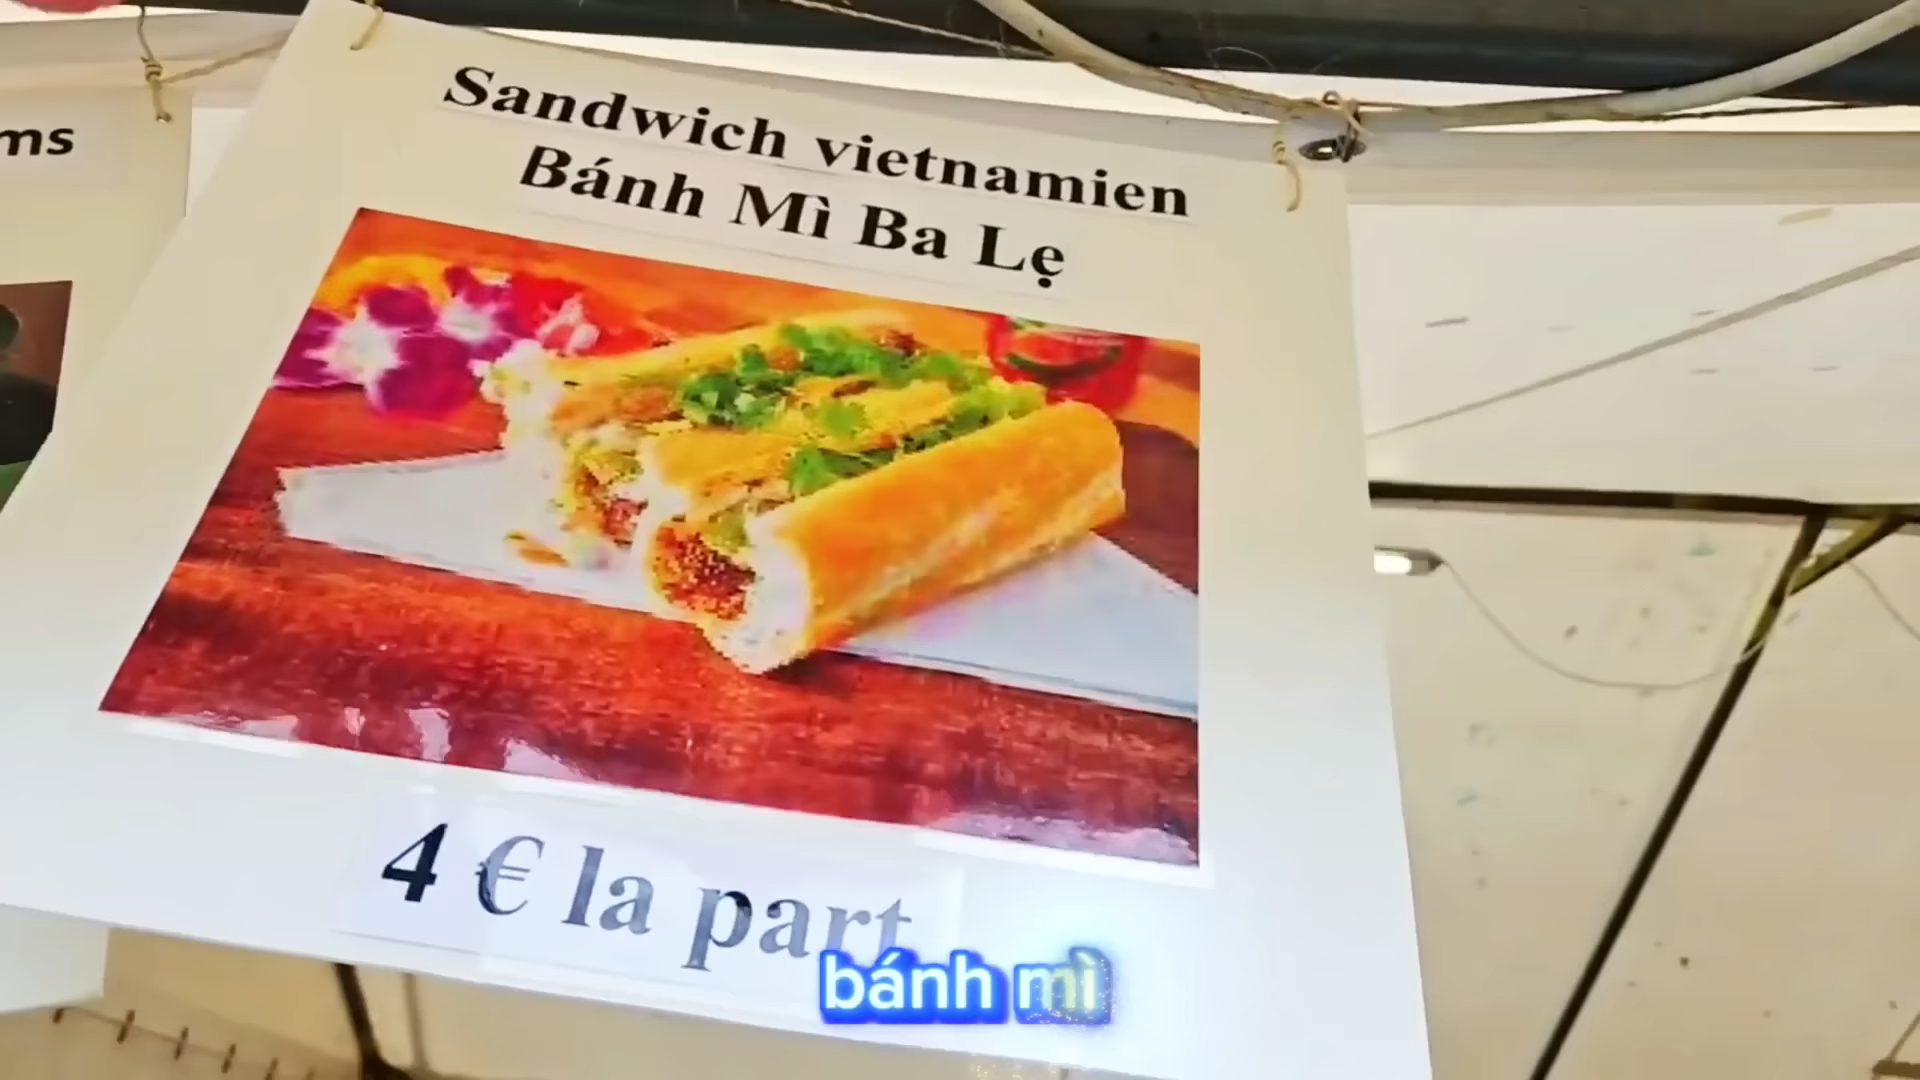 ms
Sandwich vietnamien
Bánh Mì Ba Lẹ
4 € la part
bánh mì